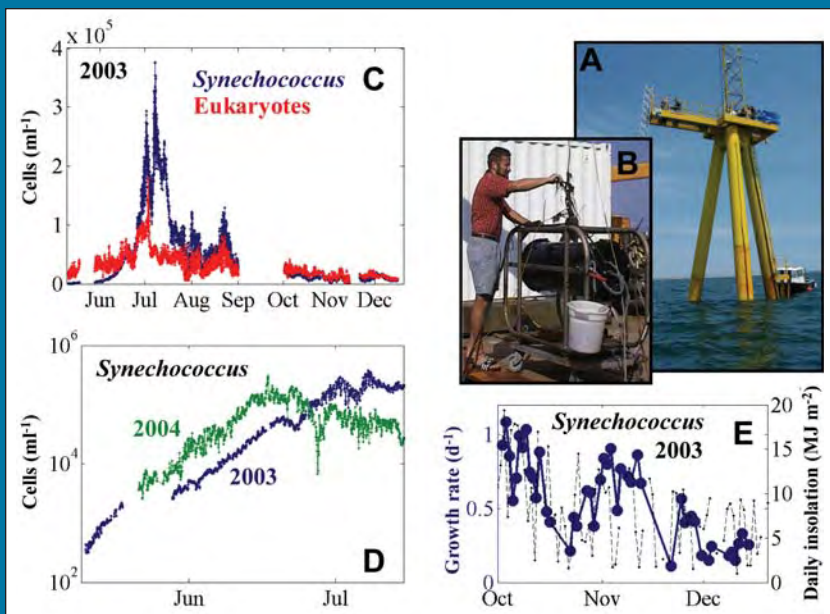 x 10^5
4
3
2
1
0
Cells (ml⁻¹)
2003
C
Synechococcus
Eukaryotes
Jun Jul Aug Sep Oct Nov Dec
A
B
10^6
10^4
10^2
Cells (ml⁻¹)
Synechococcus
2004
2003
D
Jun Jul
1
0.5
0
Growth rate (d⁻¹)
Synechococcus
2003
E
20
15
10
5
0
Daily insolation (MJ m⁻²)
Oct Nov Dec